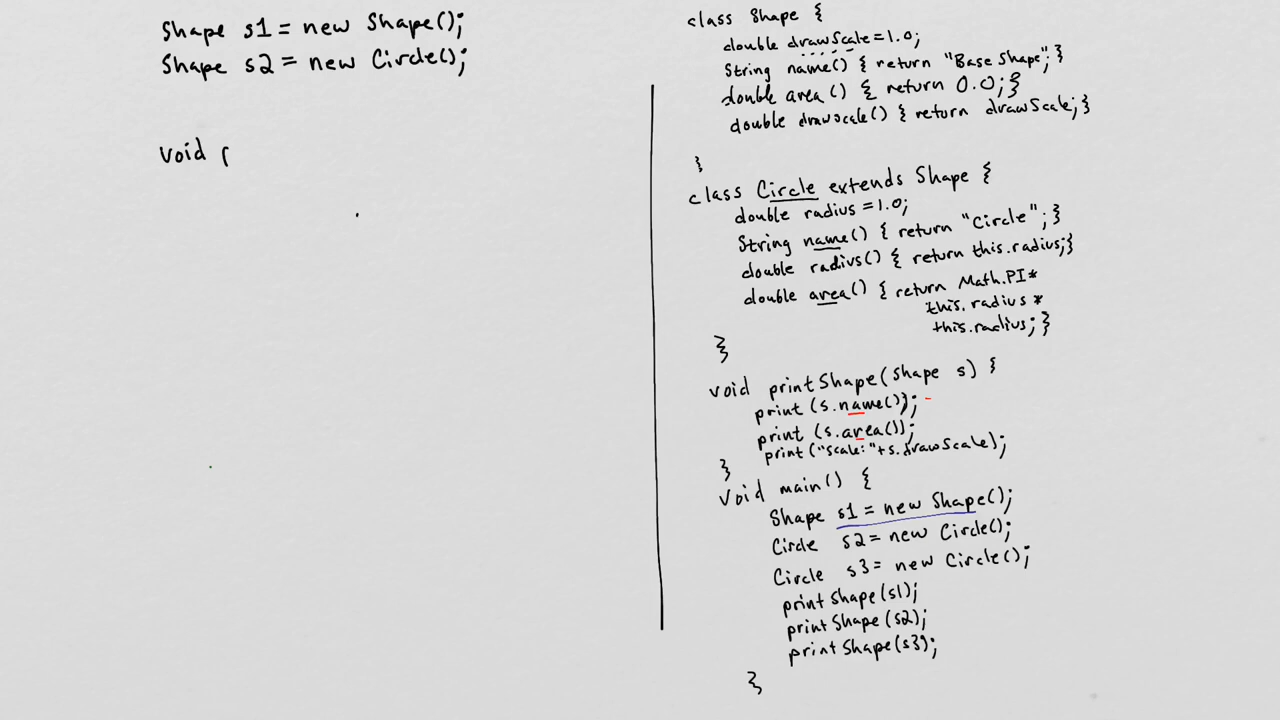 Shape s1 = new Shape();
Shape s2 = new Circle();
void p
class Shape {
double drawScale = 1.0;
String name() { return "Base Shape"; }
double area() { return 0.0; }
double drawscale() { return drawScale; }
}
class Circle extends Shape {
double radius = 1.0;
String name() { return "Circle"; }
double radius() { return this.radius; }
double area() { return Math.PI *
this.radius *
this.radius; }
}
void printShape(Shape s) {
print (s.name());
print (s.area());
print ("Scale: "+s.drawScale);
}
void main() {
Shape s1 = new Shape();
Circle s2 = new Circle();
Circle s3 = new Circle();
printShape(s1);
printShape(s2);
printShape(s3);
}